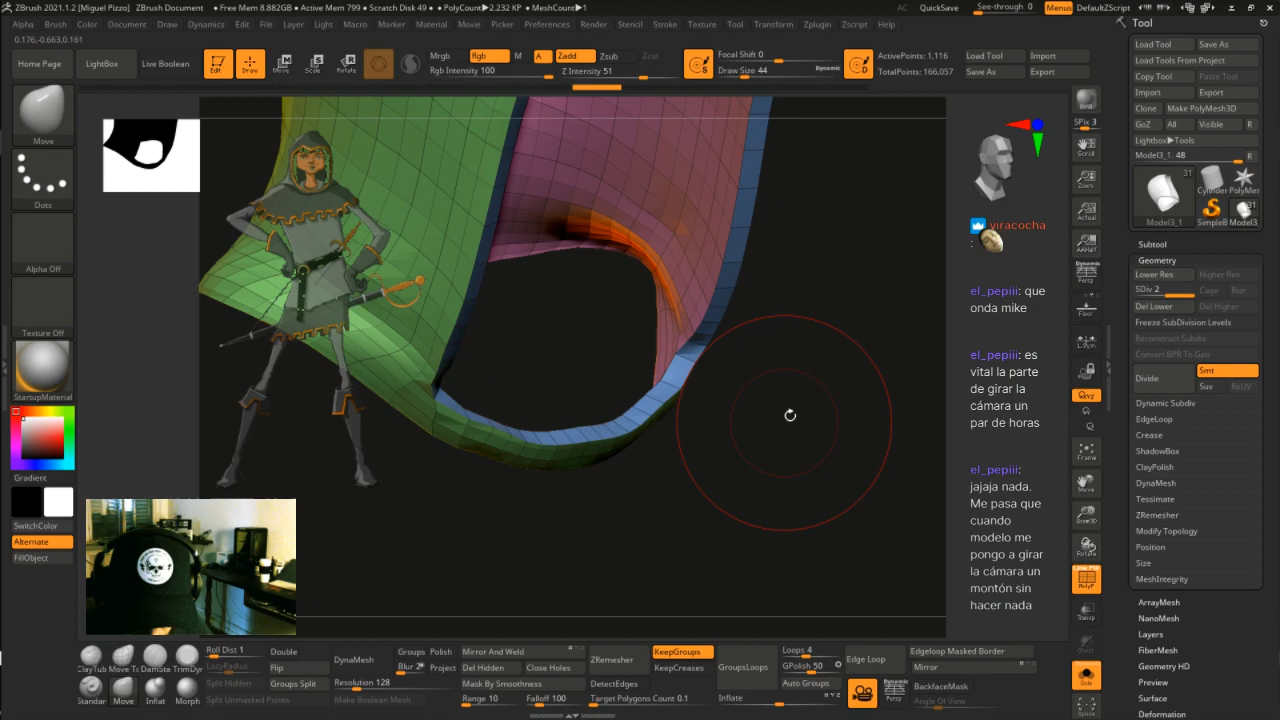 ZBrush 2021.1.2 [Miguel Pizzo]
ZBrush Document
● Free Mem 8.882GB ● Active Mem 799 ● Scratch Disk 49 ●
PolyCount▶2.232 KP ● MeshCount▶1
AC
QuickSave
See-through 0
Menus
DefaultZScript
Alpha
Brush
Color
Document
Draw
Dynamics
Edit
File
Layer
Light
Macro
Marker
Material
Movie
Picker
Preferences
Render
Stencil
Stroke
Texture
Tool
Transform
Zplugin
Zscript
Help
0.176,-0.663,0.161
Home Page
LightBox
Live Boolean
Edit
Draw
Move
Scale
Rotate
Mrgb
Rgb
M
Rgb Intensity 100
A
Zadd
Zsub
Zcut
Z Intensity 51
Focal Shift 0
Draw Size 44
Dynamic
ActivePoints: 1,116
TotalPoints: 166,057
Load Tool
Import
Save As
Export
Move
Dots
Alpha Off
Texture Off
StartupMaterial
Gradient
SwitchColor
Alternate
FillObject
viracocha
:
el_pepiii: que
onda mike
el_pepiii: es
vital la parte
de girar la
cámara un
par de horas
el_pepiii:
jajaja nada.
Me pasa que
cuando
modelo me
pongo a girar
la cámara un
montón sin
hacer nada
SPix 3
Scroll
Zoom
Actual
AAHalf
Dynamic
Persp
Floor
L.Sym
Frame
Move
Zoom3D
Rotate
PolyF
Transp
Solo
Xpose
Tool
Load Tool
Save As
Load Tools From Project
Copy Tool
Paste Tool
Import
Export
Clone
Make PolyMesh3D
GoZ
All
Visible
R
Lightbox▶Tools
Model3_1. 48
R
31
Cylinder
PolyMe
31
Model3_1
SimpleB
Model3_
Subtool
Geometry
Lower Res
Higher Res
SDiv 2
Cage
Rstr
Del Lower
Del Higher
Freeze SubDivision Levels
Reconstruct Subdiv
Convert BPR To Geo
Divide
Smt
Suv
ReUV
Dynamic Subdiv
EdgeLoop
Crease
ShadowBox
ClayPolish
DynaMesh
Tessimate
ZRemesher
Modify Topology
Position
Size
MeshIntegrity
ArrayMesh
NanoMesh
Layers
FiberMesh
Geometry HD
Preview
Surface
Deformation
ClayTub
Move To
DamSta
TrimDyr
Standar
Move
Inflat
Morph
Roll Dist 1
LazyRadius
Split Hidden
Split Unmasked Points
Double
Flip
Groups Split
DynaMesh
Groups
Polish
Blur 2
Project
Resolution 128
Make Boolean Mesh
Mirror And Weld
Del Hidden
Close Holes
Mask By Smoothness
Range 10
Falloff 100
ZRemesher
KeepGroups
KeepCreases
DetectEdges
Target Polygons Count 0.1
GroupsLoops
Inflate
Loops 4
GPolish 50
Auto Groups
Edge Loop
Dynamic
Persp
Edgeloop Masked Border
Mirror
BackfaceMask
Angle Of View